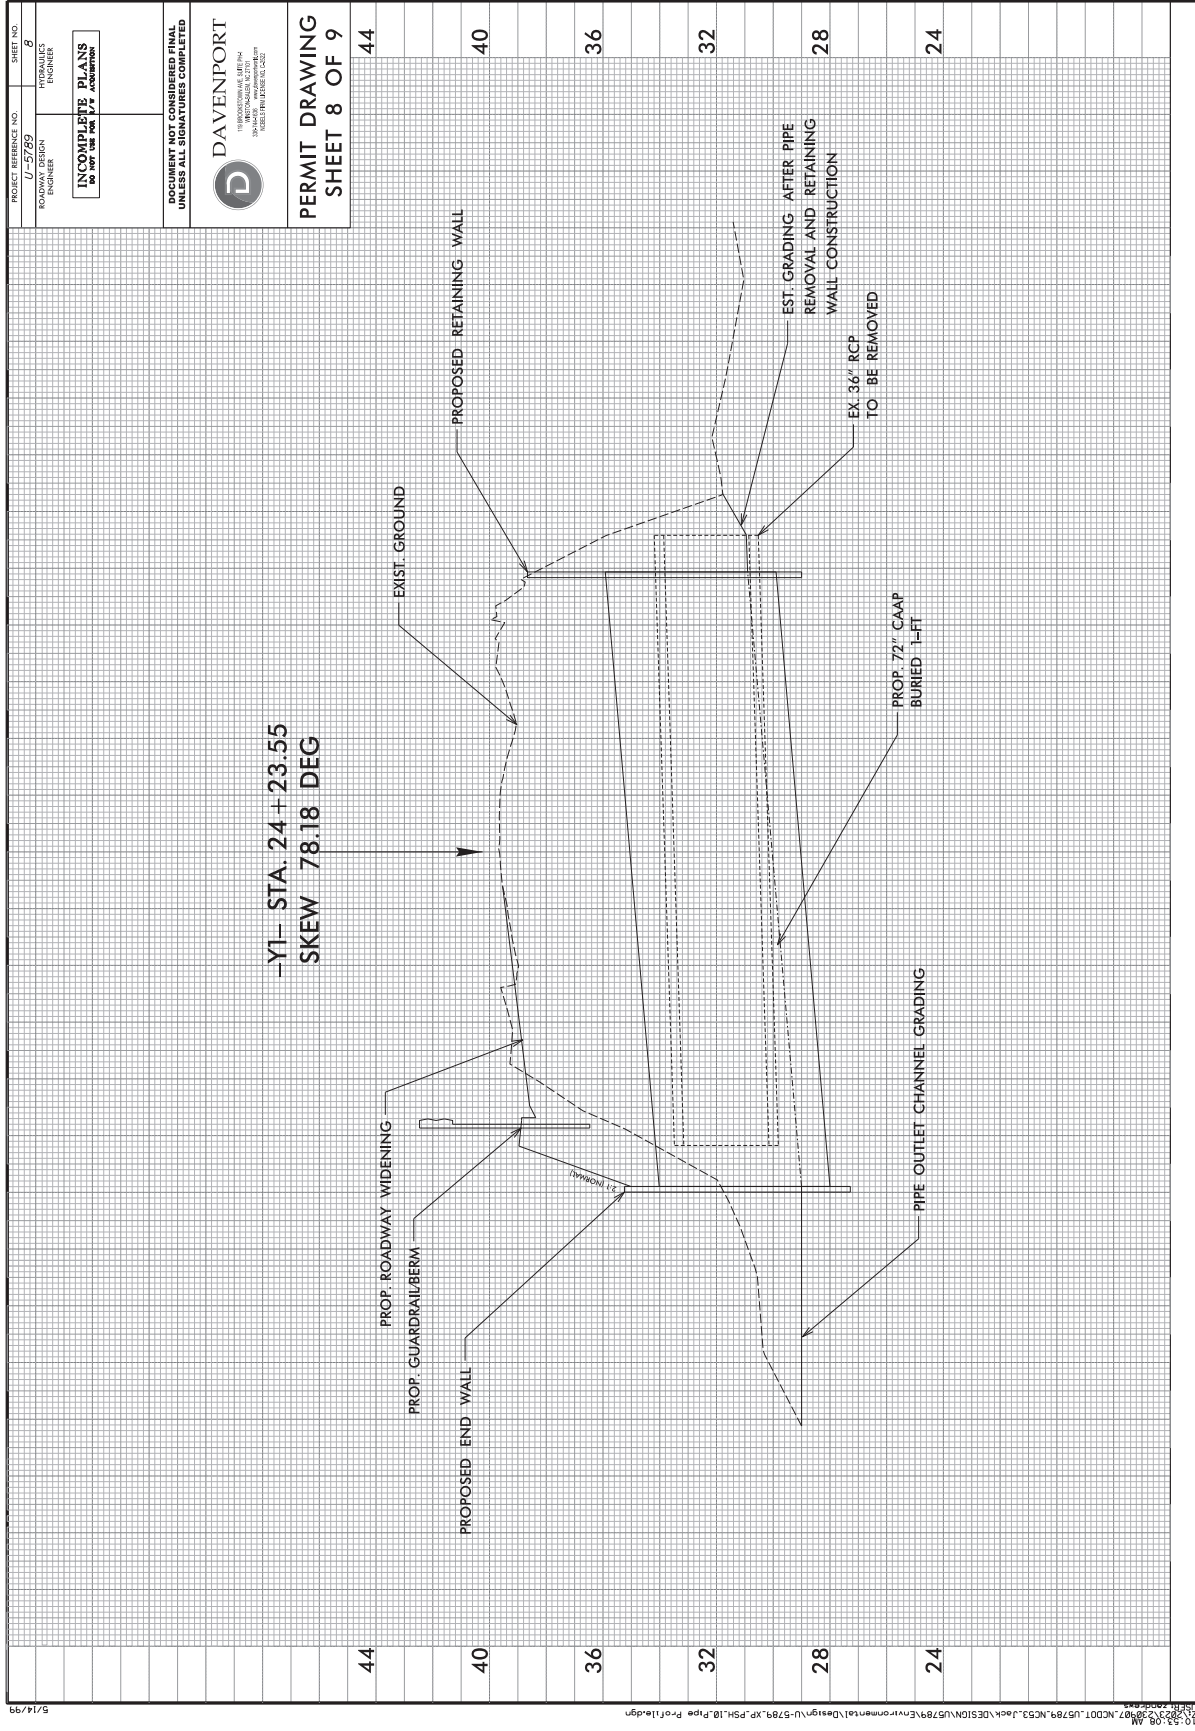 PROJECT REFERENCE NO.
SHEET NO.
U-5789
8
ROADWAY DESIGN
ENGINEER
HYDRAULICS
ENGINEER
INCOMPLETE PLANS
DO NOT USE FOR R/W ACQUISITION
DOCUMENT NOT CONSIDERED FINAL
UNLESS ALL SIGNATURES COMPLETED
DAVENPORT
PERMIT DRAWING
SHEET 8 OF 9
-Y1- STA. 24+23.55
SKEW 78.18 DEG
PROPOSED RETAINING WALL
EXIST. GROUND
PROP. ROADWAY WIDENING
PROP. GUARDRAIL/BERM
PROPOSED END WALL
2:1 (NORMAL)
EST. GRADING AFTER PIPE
REMOVAL AND RETAINING
WALL CONSTRUCTION
EX. 36" RCP
TO BE REMOVED
PROP. 72" CAAP
BURIED 1-FT
PIPE OUTLET CHANNEL GRADING
44
40
36
32
28
24
44
40
36
32
28
24
5/14/99